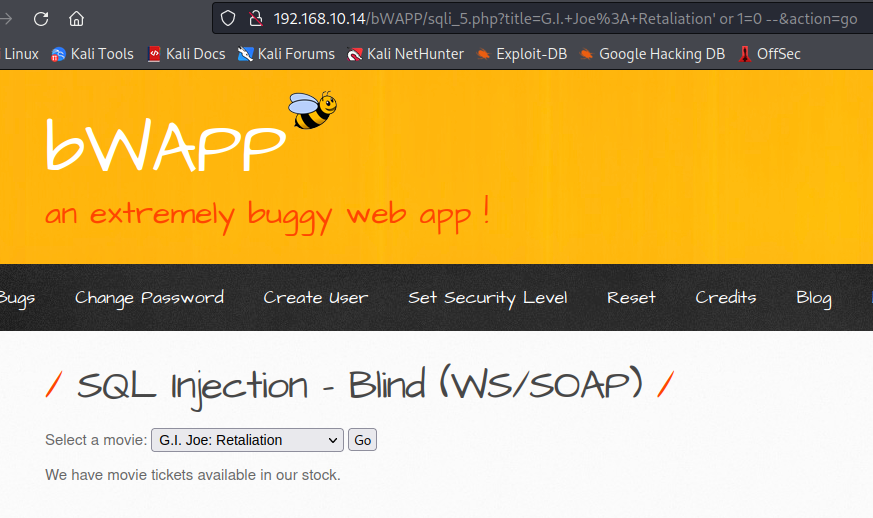 192.168.10.14/bWAPP/sqli_5.php?title=G.I.+Joe%3A+Retaliation' or 1=0 --&action=go
Linux Kali Tools Kali Docs Kali Forums Kali NetHunter Exploit-DB Google Hacking DB OffSec
bWAPP
an extremely buggy web app !
Bugs Change Password Create User Set Security Level Reset Credits Blog
/ SQL Injection - Blind (WS/SOAP) /
Select a movie: G.I. Joe: Retaliation Go
We have movie tickets available in our stock.